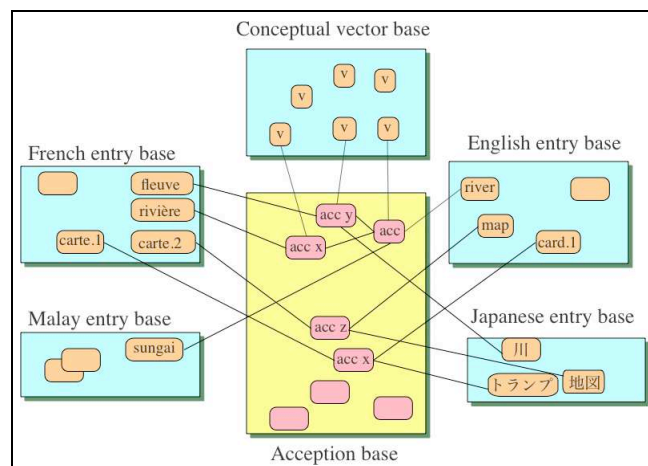 Conceptual vector base
v
v
v
v
v
v
French entry base
fleuve
rivière
carte.1
carte.2
English entry base
river
map
card.1
acc y
acc x
acc
Malay entry base
sungai
acc z
acc x
Japanese entry base
川
トランプ
地図
Acception base